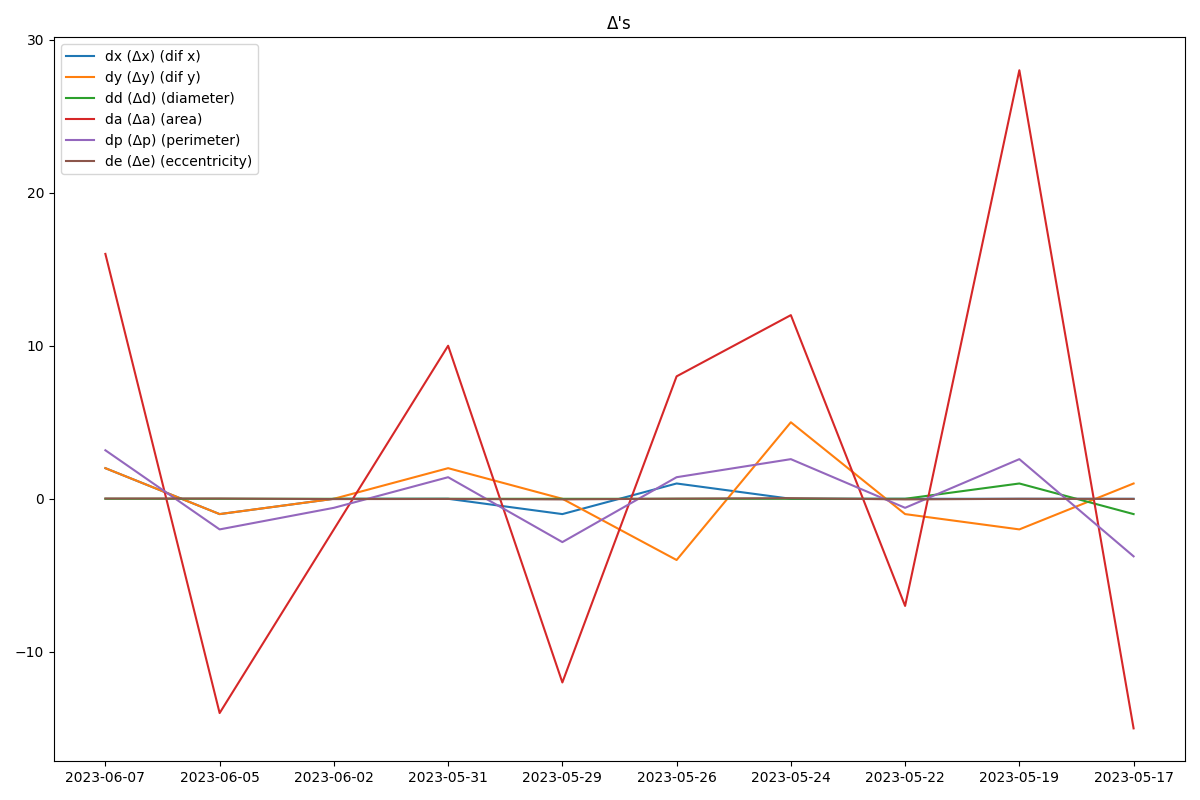 Δ's
dx (Δx) (dif x)
dy (Δy) (dif y)
dd (Δd) (diameter)
da (Δa) (area)
dp (Δp) (perimeter)
de (Δe) (eccentricity)
30
20
10
0
−10
2023-06-07 2023-06-05 2023-06-02 2023-05-31 2023-05-29 2023-05-26 2023-05-24 2023-05-22 2023-05-19 2023-05-17